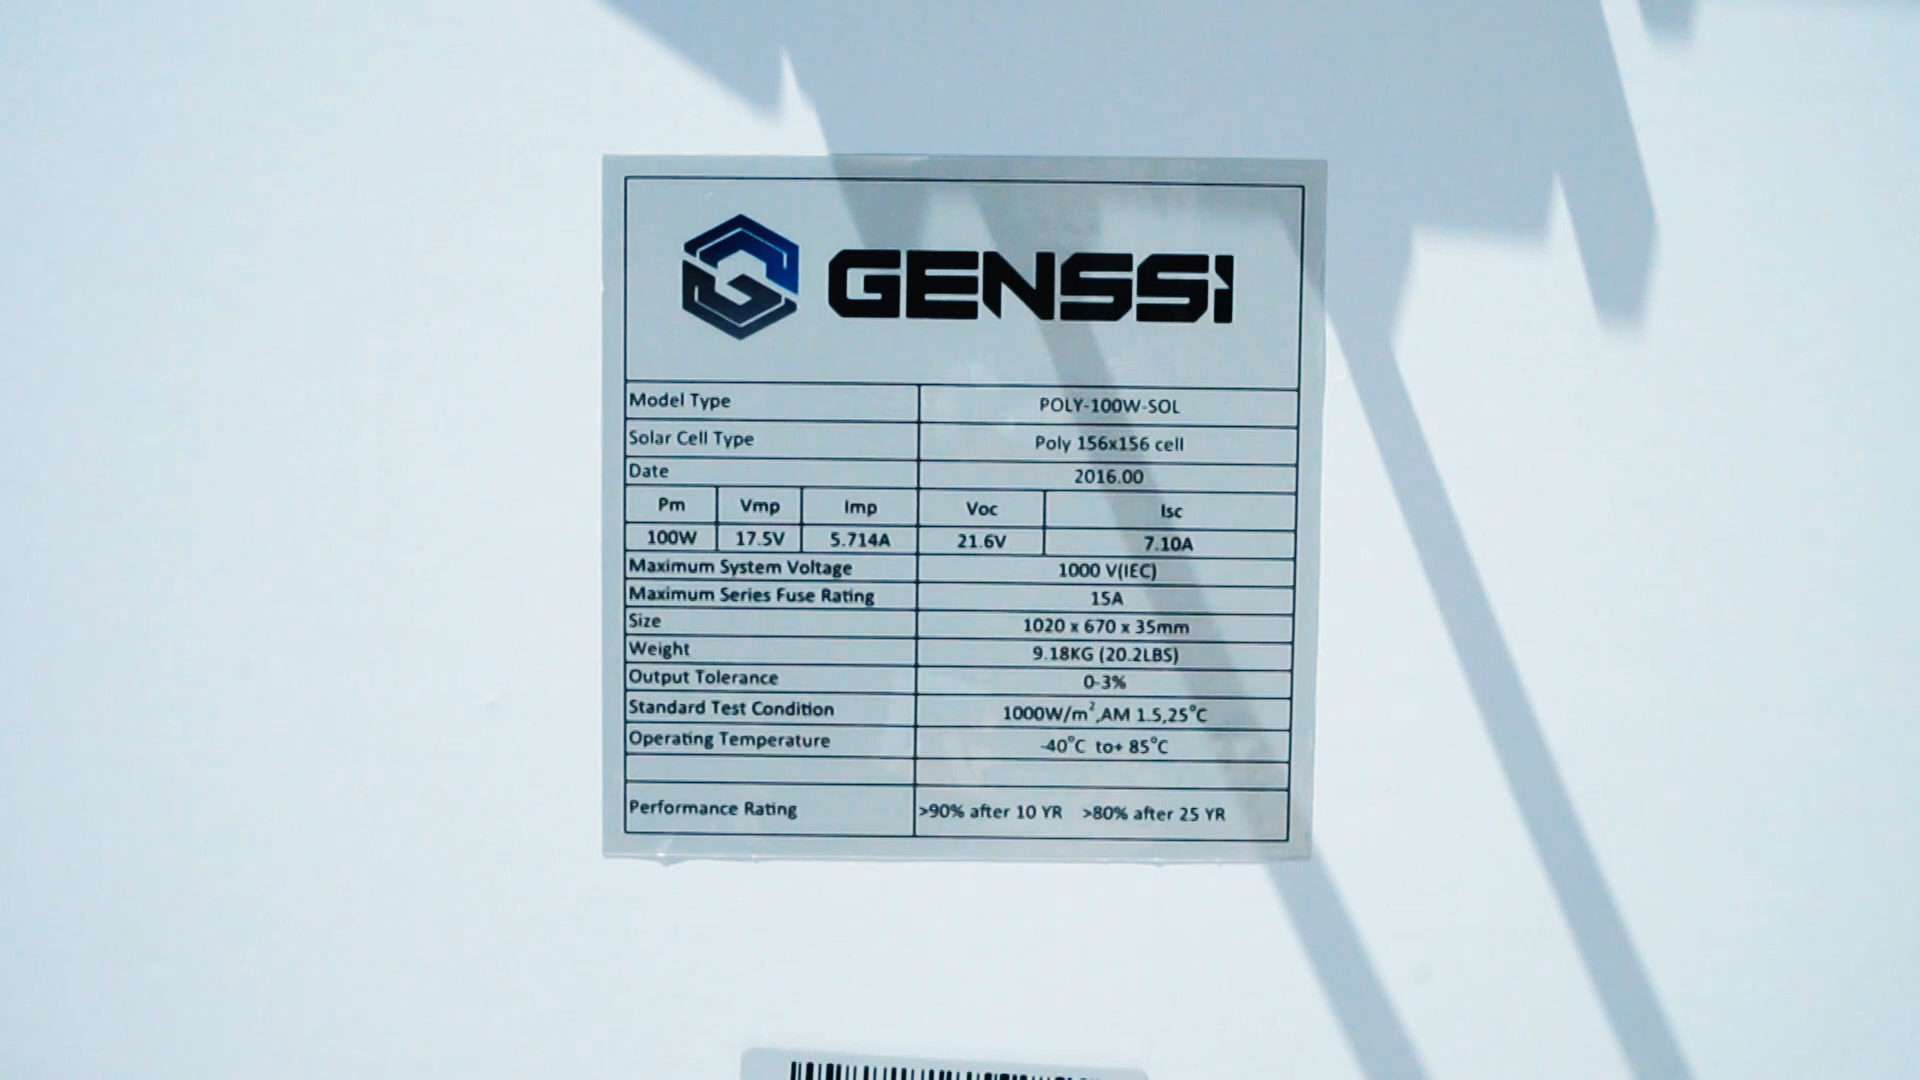 GENSSI
Model Type POLY-100W-SOL
Solar Cell Type Poly 156x156 cell
Date 2016.00
Pm Vmp Imp Voc Isc
100W 17.5V 5.714A 21.6V 7.10A
Maximum System Voltage 1000 V(IEC)
Maximum Series Fuse Rating 15A
Size 1020 x 670 x 35mm
Weight 9.18KG (20.2LBS)
Output Tolerance 0-3%
Standard Test Condition 1000W/m²,AM 1.5,25°C
Operating Temperature -40°C to+ 85°C
Performance Rating >90% after 10 YR >80% after 25 YR